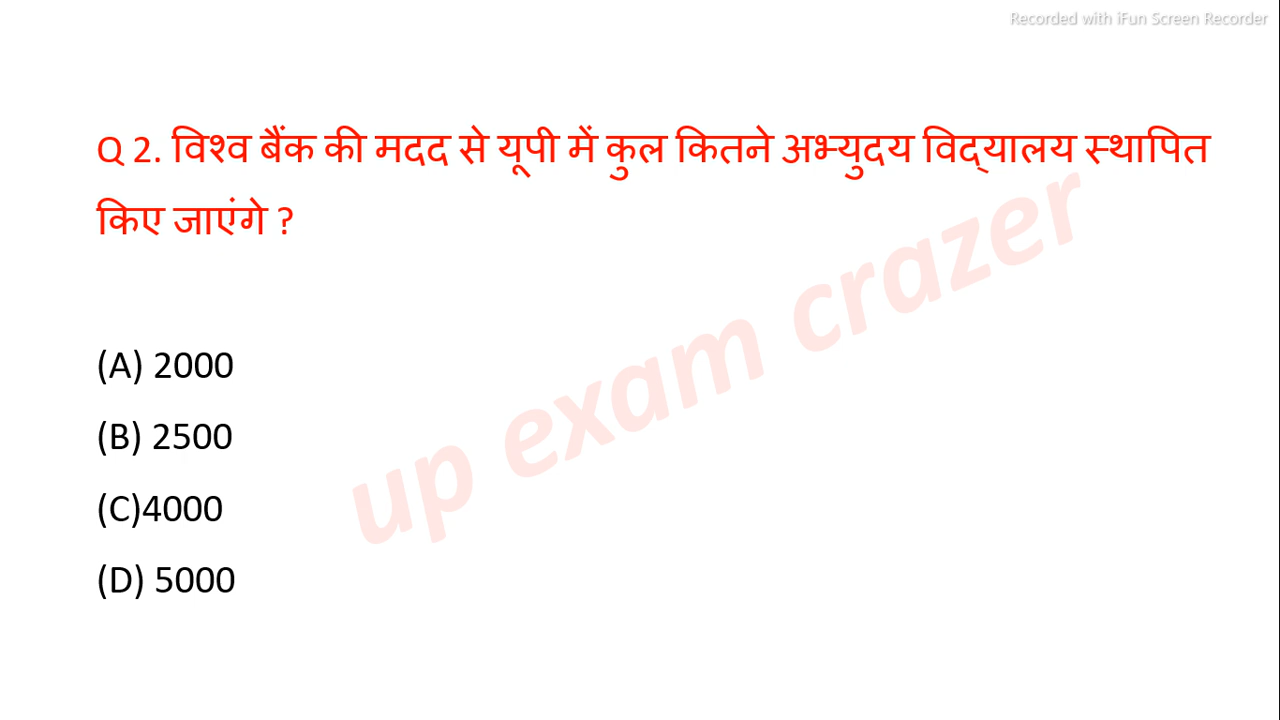 Recorded with iFun Screen Recorder
Q 2. विश्व बैंक की मदद से यूपी में कुल कितने अभ्युदय विद्यालय स्थापित
किए जाएंगे ?
(A) 2000
(B) 2500
(C)4000
(D) 5000
up exam crazer